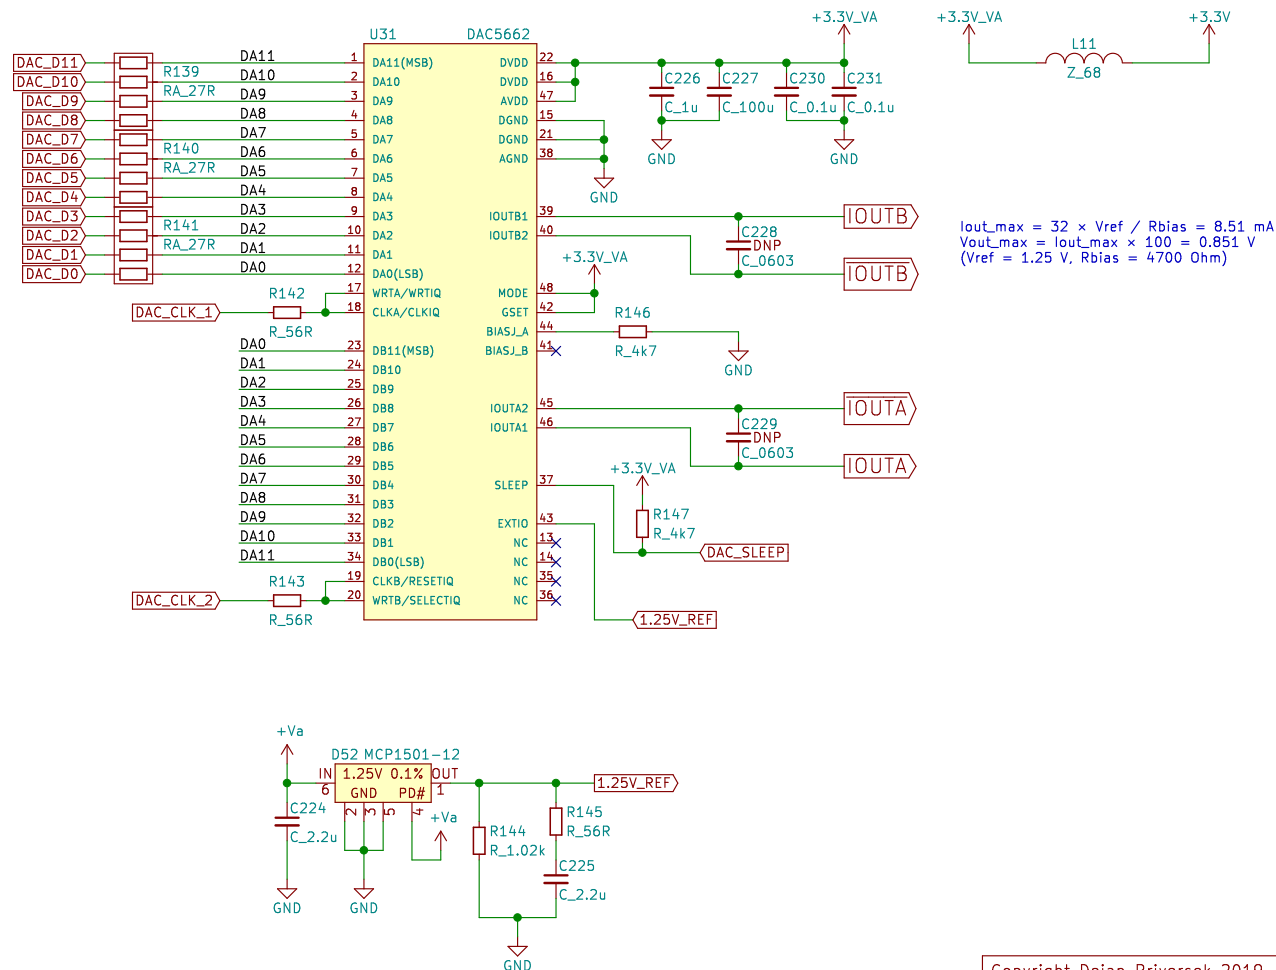 U31 DAC5662
DAC_D11 DA11 1 DA11(MSB) DVDD 22
DAC_D10 R139 DA10 2 DA10 DVDD 16
DAC_D9 RA_27R DA9 3 DA9 AVDD 47
DAC_D8 DA8 4 DA8 DGND 15
DAC_D7 DA7 5 DA7 DGND 21
DAC_D6 R140 DA6 6 DA6 AGND 38
DAC_D5 RA_27R DA5 7 DA5
DAC_D4 DA4 8 DA4
DAC_D3 DA3 9 DA3 IOUTB1 39 IOUTB
DAC_D2 R141 DA2 10 DA2 IOUTB2 40
DAC_D1 RA_27R DA1 11 DA1
DAC_D0 DA0 12 DA0(LSB) IOUTB
17 WRTA/WRTIQ MODE 48
DAC_CLK_1 R142 R_56R 18 CLKA/CLKIQ GSET 42
BIASJ_A 44 R146 R_4k7 GND
DA0 23 DB11(MSB) BIASJ_B 41
DA1 24 DB10
DA2 25 DB9
DA3 26 DB8 IOUTA2 45 IOUTA
DA4 27 DB7 IOUTA1 46
DA5 28 DB6
DA6 29 DB5 IOUTA
DA7 30 DB4 SLEEP 37
DA8 31 DB3
DA9 32 DB2 EXTIO 43
DA10 33 DB1 NC 13
DA11 34 DB0(LSB) NC 14
19 CLKB/RESETIQ NC 35
DAC_CLK_2 R143 R_56R 20 WRTB/SELECTIQ NC 36
+3.3V_VA
C226 C227 C230 C231
C_1u C_100u C_0.1u C_0.1u
GND GND
GND
+3.3V_VA +3.3V
L11
Z_68
C228
DNP
C_0603
+3.3V_VA
Iout_max = 32 × Vref / Rbias = 8.51 mA
Vout_max = Iout_max × 100 = 0.851 V
(Vref = 1.25 V, Rbias = 4700 Ohm)
C229
DNP
C_0603
+3.3V_VA
R147
R_4k7
DAC_SLEEP
1.25V_REF
+Va
D52 MCP1501-12
IN 1.25V 0.1% OUT
6 GND PD# 1
2 3 5 4
1.25V_REF
C224
C_2.2u
GND
GND
+Va
R144
R_1.02k
R145
R_56R
C225
C_2.2u
GND